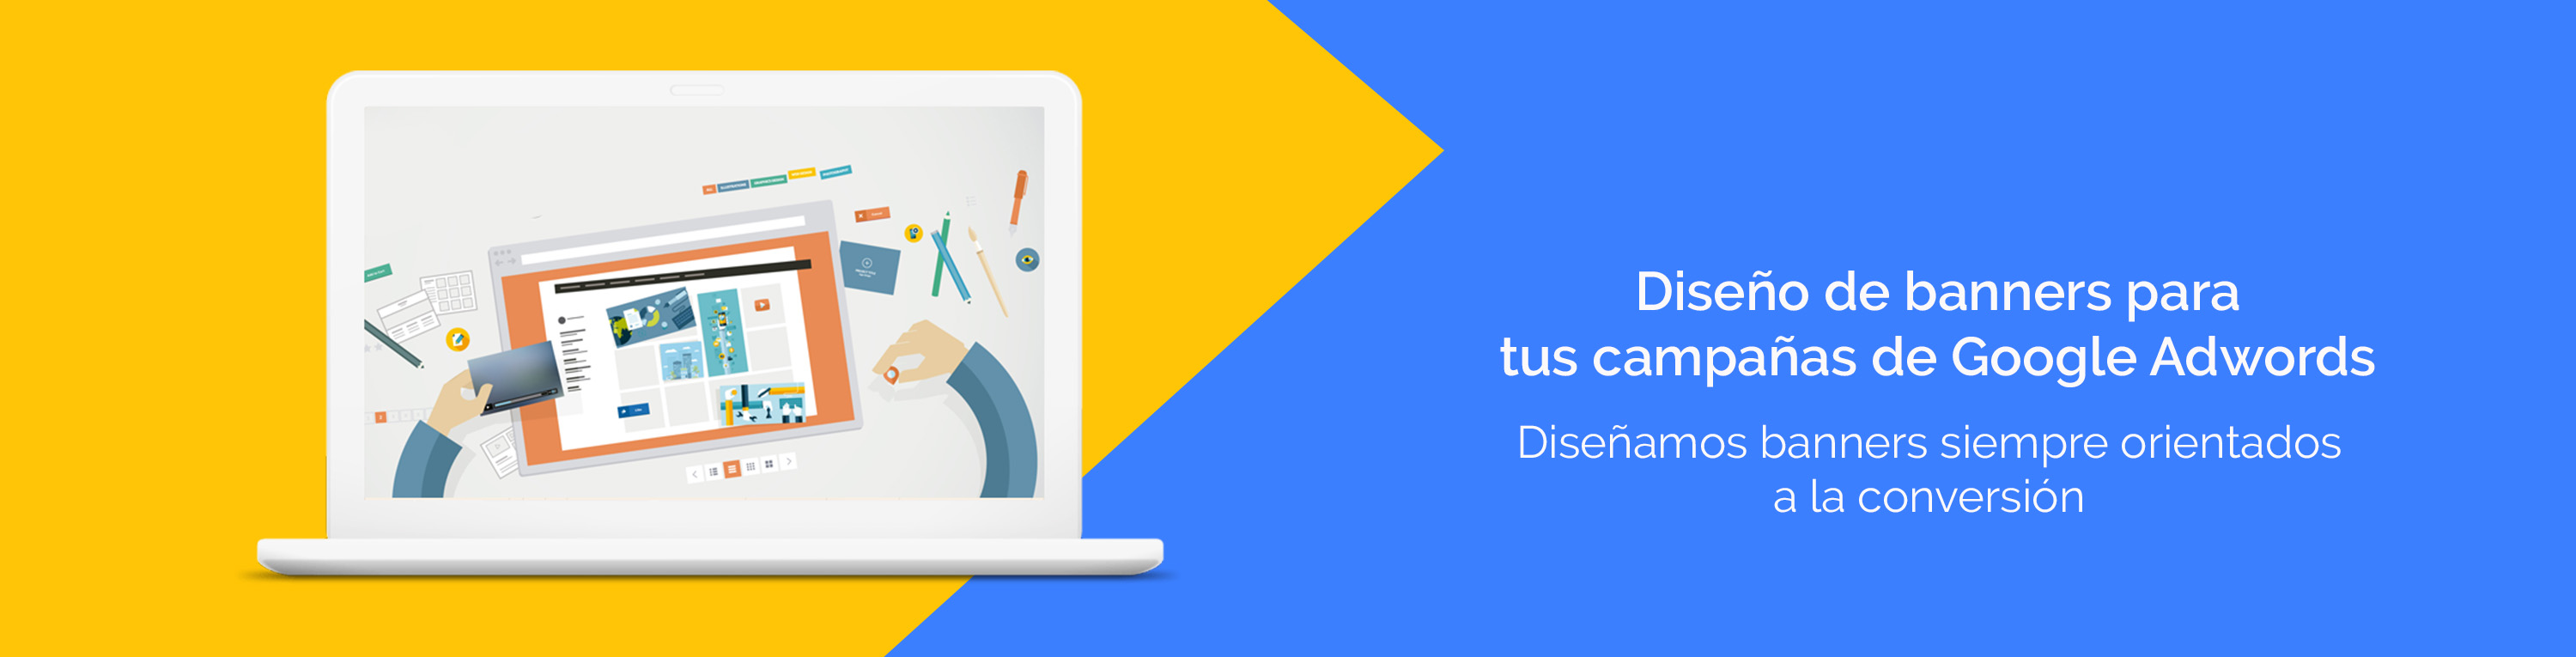 Diseño de banners para
tus campañas de Google Adwords
Diseñamos banners siempre orientados
a la conversión